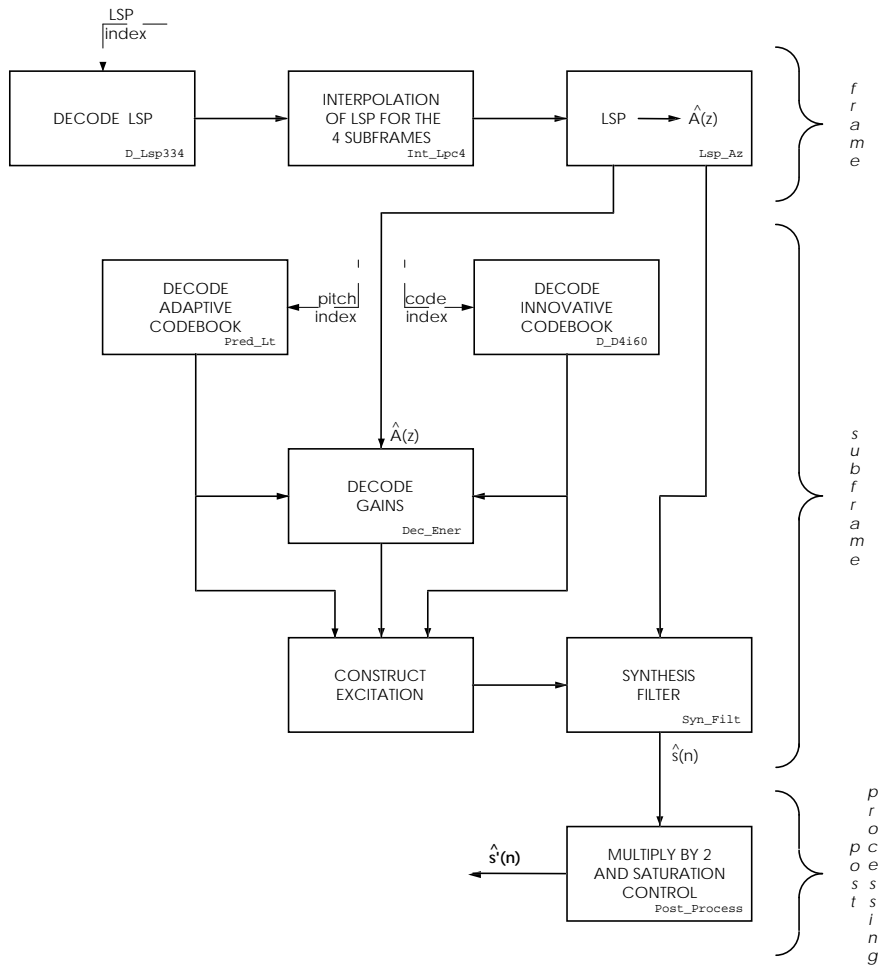 LSP
index
DECODE LSP
D_Lsp334
INTERPOLATION
OF LSP FOR THE
4 SUBFRAMES
Int_Lpc4
LSP Â(z)
Lsp_Az
frame
DECODE
ADAPTIVE
CODEBOOK
Pred_Lt
pitch
index
code
index
DECODE
INNOVATIVE
CODEBOOK
D_D4i60
Â(z)
DECODE
GAINS
Dec_Ener
subframe
CONSTRUCT
EXCITATION
SYNTHESIS
FILTER
Syn_Filt
ŝ(n)
ŝ'(n)
MULTIPLY BY 2
AND SATURATION
CONTROL
Post_Process
post
processing